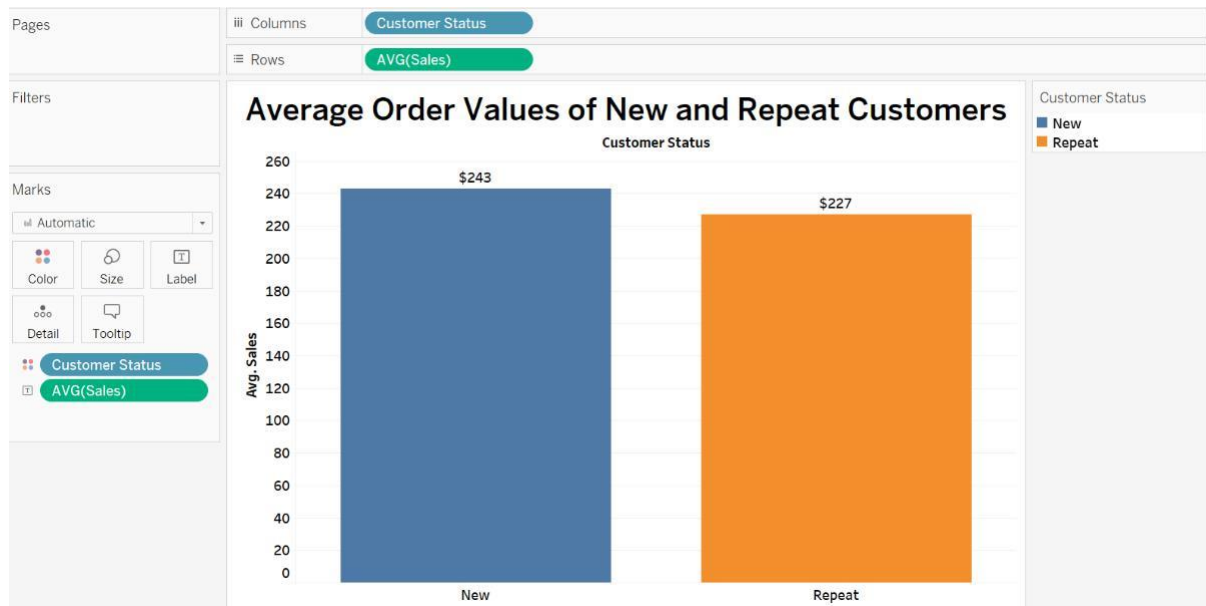 Pages
Columns
Customer Status
Rows
AVG(Sales)
Filters
Marks
Automatic
Color
Size
Label
Detail
Tooltip
Customer Status
AVG(Sales)
Average Order Values of New and Repeat Customers
Customer Status
Avg. Sales
260
240
220
200
180
160
140
120
100
80
60
40
20
0
$243
$227
New
Repeat
Customer Status
New
Repeat